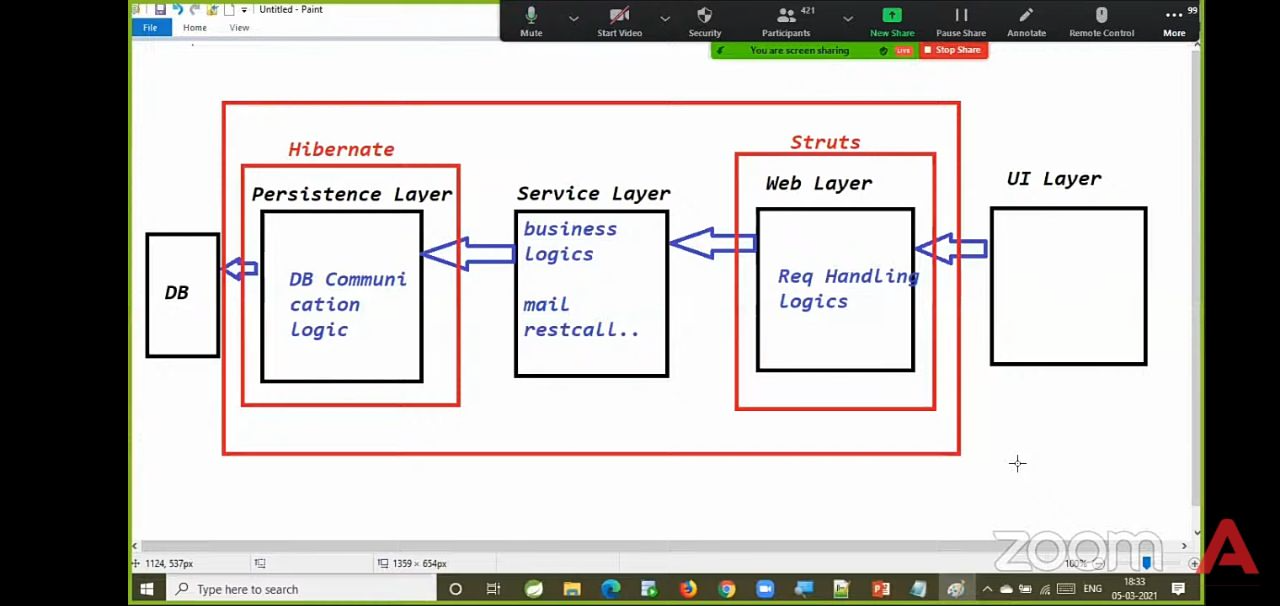 Untitled - Paint
File Home View
Mute Start Video Security Participants 421 New Share Pause Share Annotate Remote Control More 99
You are screen sharing LIVE Stop Share
Hibernate
Struts
Persistence Layer
Service Layer
Web Layer
UI Layer
DB
DB Communi
cation
logic
business
logics
mail
restcall..
Req Handling
logics
zoom
1124, 537px
1359 × 654px
100%
Type here to search
ENG
18:33
05-03-2021